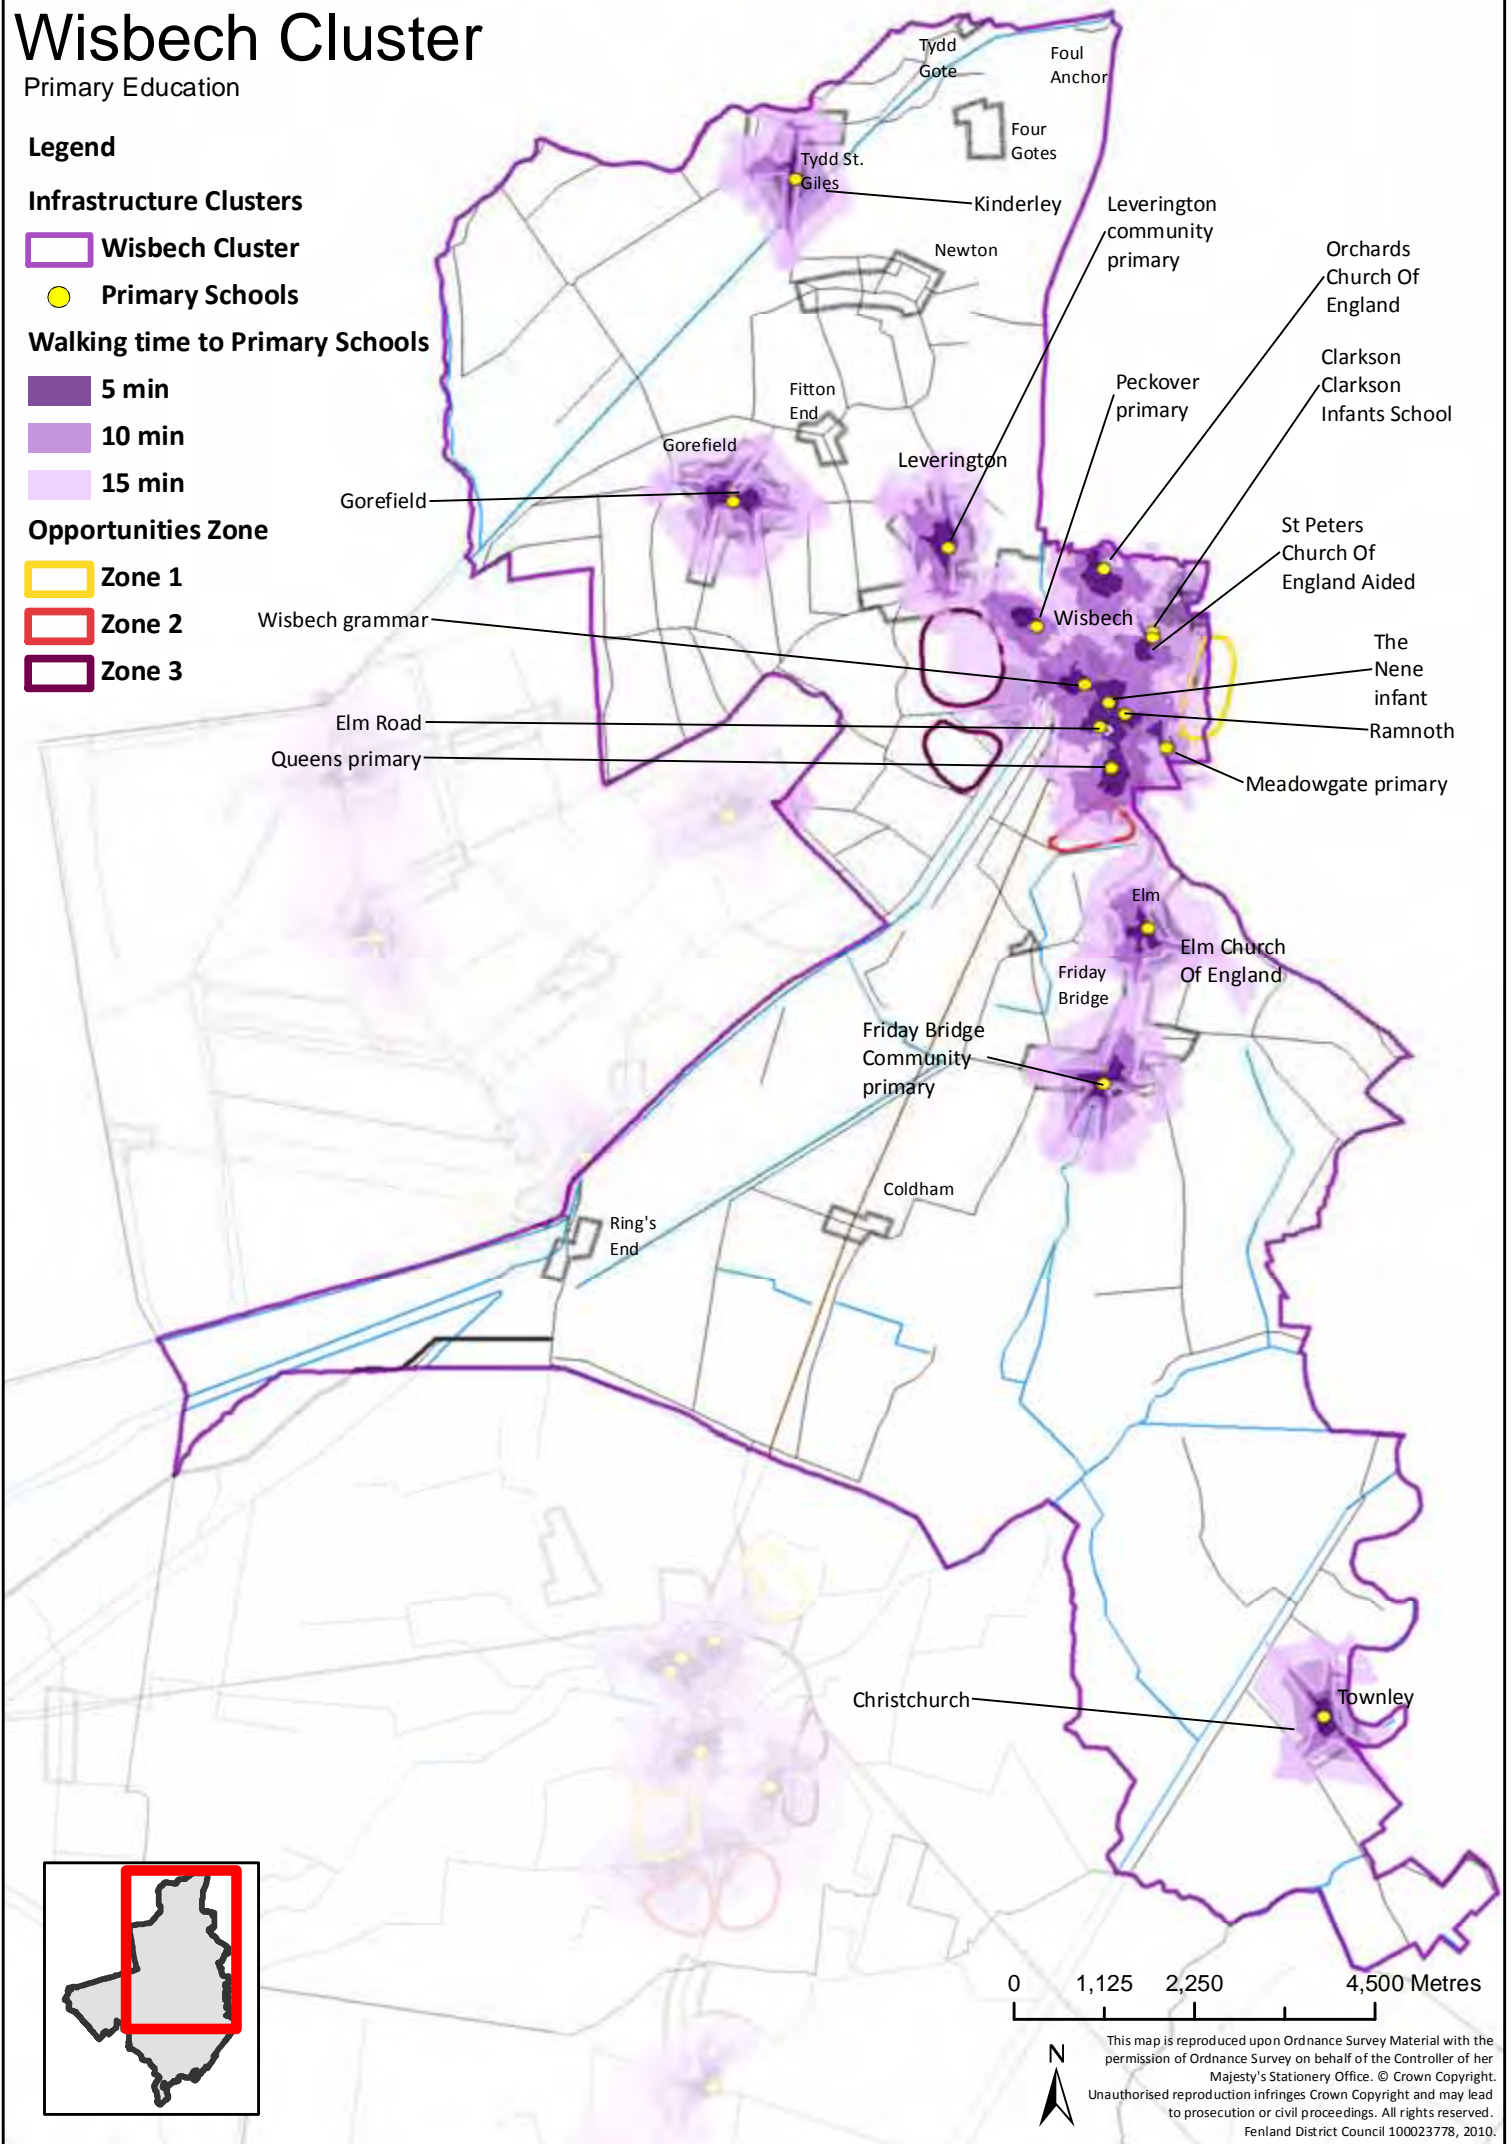 Wisbech Cluster
Primary Education
Legend
Infrastructure Clusters
Wisbech Cluster
Primary Schools
Walking time to Primary Schools
5 min
10 min
15 min
Opportunities Zone
Zone 1
Zone 2
Zone 3
Tydd
Gote
Foul
Anchor
Four
Gotes
Tydd St.
Giles
Kinderley
Newton
Leverington
community
primary
Orchards
Church Of
England
Clarkson
Clarkson
Infants School
Peckover
primary
Fitton
End
Gorefield
Leverington
Gorefield
St Peters
Church Of
England Aided
Wisbech grammar
Wisbech
The
Nene
infant
Elm Road
Ramnoth
Queens primary
Meadowgate primary
Elm
Elm Church
Of England
Friday
Bridge
Friday Bridge
Community
primary
Coldham
Ring's
End
Christchurch
Townley
0 1,125 2,250 4,500 Metres
N
This map is reproduced upon Ordnance Survey Material with the
permission of Ordnance Survey on behalf of the Controller of her
Majesty's Stationery Office. © Crown Copyright.
Unauthorised reproduction infringes Crown Copyright and may lead
to prosecution or civil proceedings. All rights reserved.
Fenland District Council 100023778, 2010.